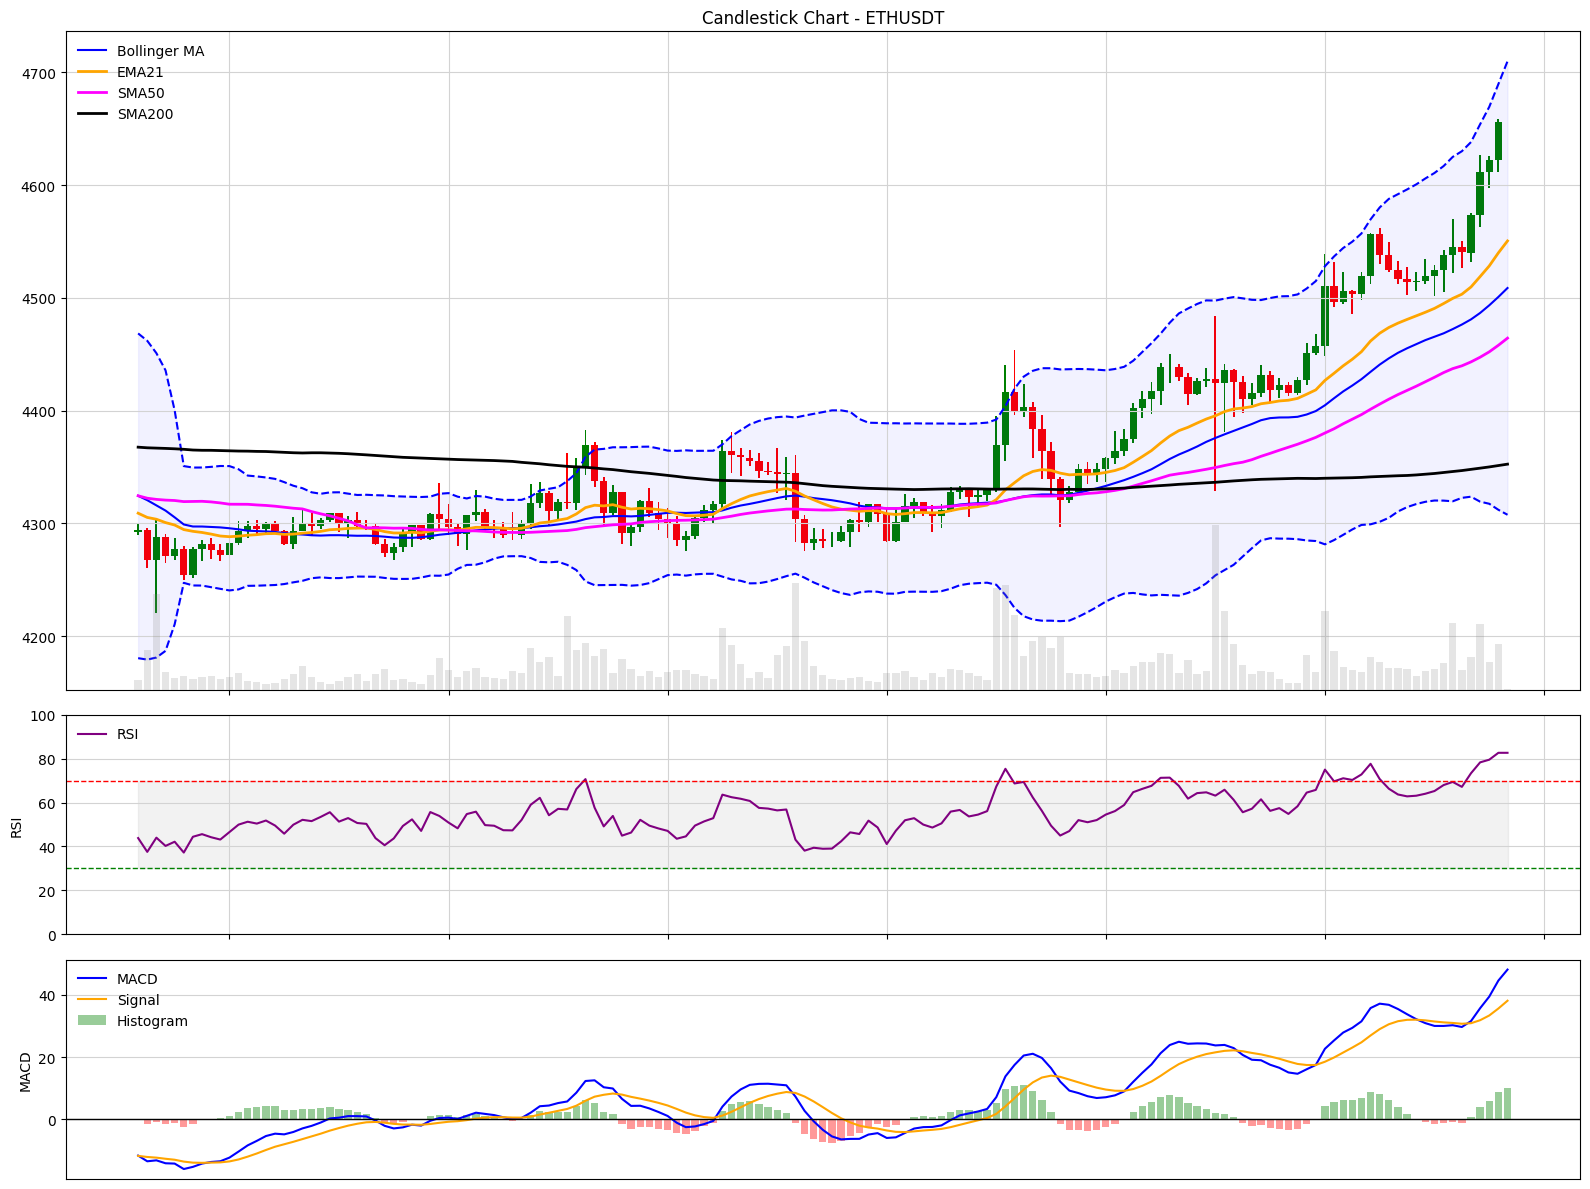 Candlestick Chart - ETHUSDT
Bollinger MA
EMA21
SMA50
SMA200
4700
4600
4500
4400
4300
4200
RSI
100
80
60
40
20
0
RSI
MACD
Signal
Histogram
40
20
0
MACD